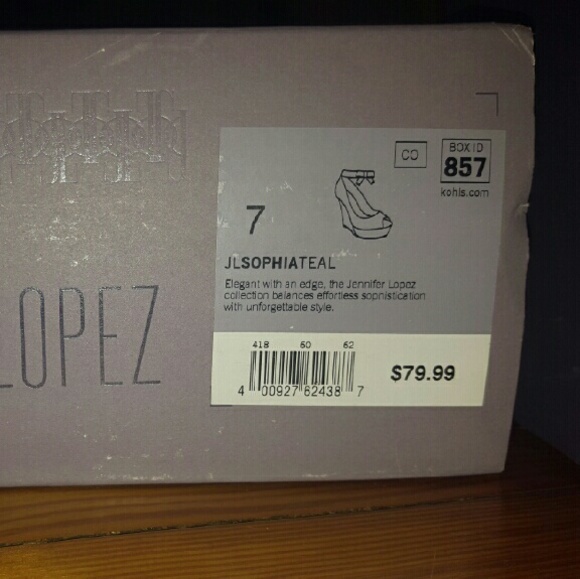 LOPEZ
CO
BOX ID
857
kohls.com
7
JLSOPHIATEAL
Elegant with an edge, the Jennifer Lopez
collection balances effortless sophistication
with unforgettable style.
418 60 62
4 00927 62438 7
$79.99